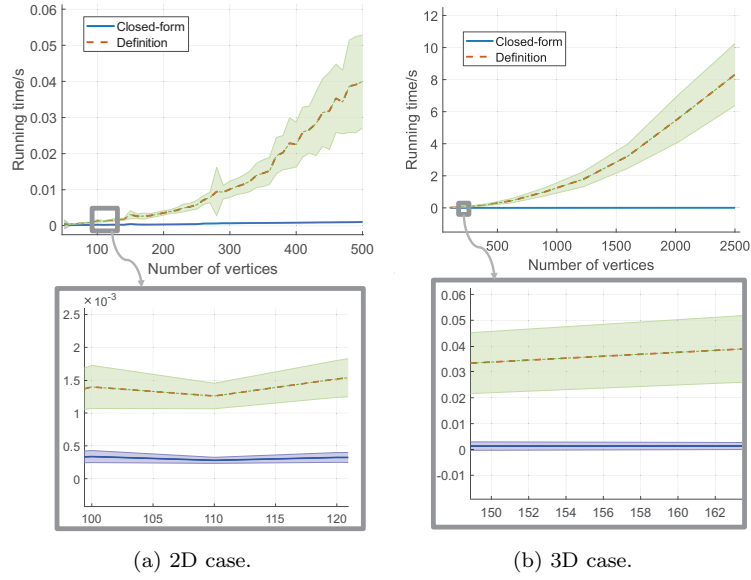 0.06
0.05
0.04
0.03
0.02
0.01
0
Running time/s
Closed-form
Definition
100 200 300 400 500
Number of vertices
× 10⁻³
2.5
2
1.5
1
0.5
0
100 105 110 115 120
(a) 2D case.
12
10
8
6
4
2
0
Running time/s
Closed-form
Definition
500 1000 1500 2000 2500
Number of vertices
0.06
0.05
0.04
0.03
0.02
0.01
0
-0.01
150 152 154 156 158 160 162
(b) 3D case.